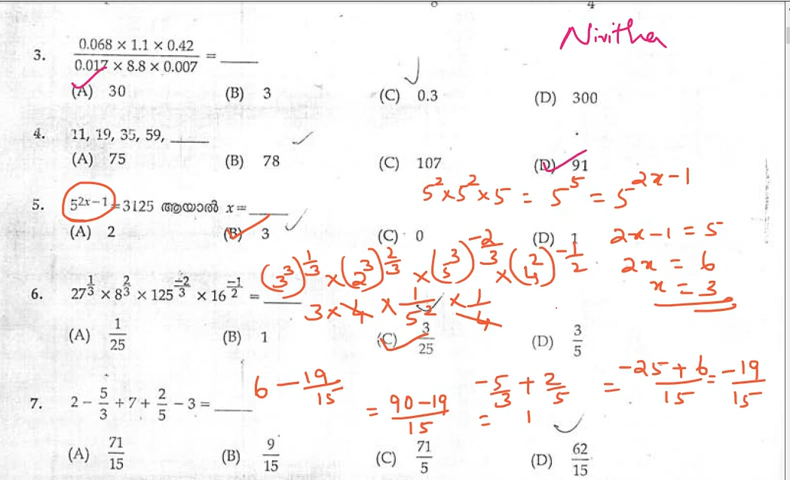 Nivitha
3. (0.068 × 1.1 × 0.42)/(0.017 × 8.8 × 0.007) = ____
(A) 30 (B) 3 (C) 0.3 (D) 300
4. 11, 19, 35, 59, ____
(A) 75 (B) 78 (C) 107 (D) 91
5² × 5² × 5 = 5⁵ = 5^(2x−1)
5. 5^(2x−1) = 3125 ആയാൽ x = ____
(A) 2 (B) 3 (C) 0 (D) 1
2x−1 = 5
2x = 6
x = 3
(3³)^(1/3) × (2³)^(2/3) × (5³)^(−2/3) × (4²)^(−1/2)
6. 27^(1/3) × 8^(2/3) × 125^(−2/3) × 16^(−1/2) = ____
3 × 4 × 1/5² × 1/4
(A) 1/25 (B) 1 (C) 3/25 (D) 3/5
7. 2 − 5/3 + 7 + 2/5 − 3 = ____
6 − 19/15
= (90−19)/15
−5/3 + 2/5 = (−25+6)/15 = −19/15
(A) 71/15 (B) 9/15 (C) 71/5 (D) 62/15